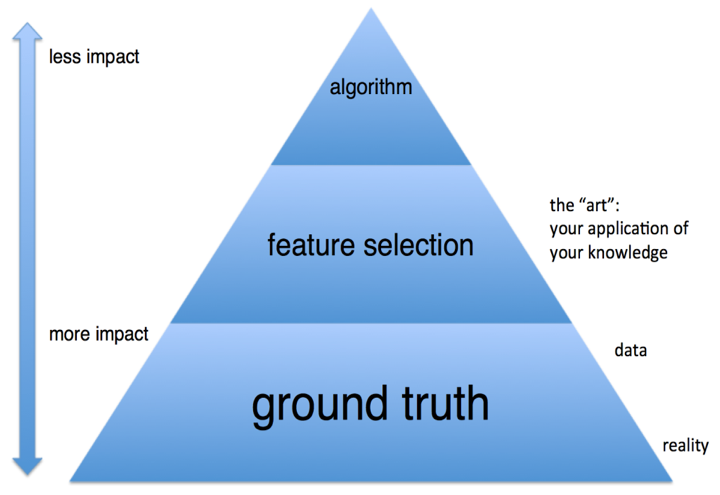 less impact
algorithm
the “art”:
your application of
your knowledge
feature selection
more impact
data
ground truth
reality